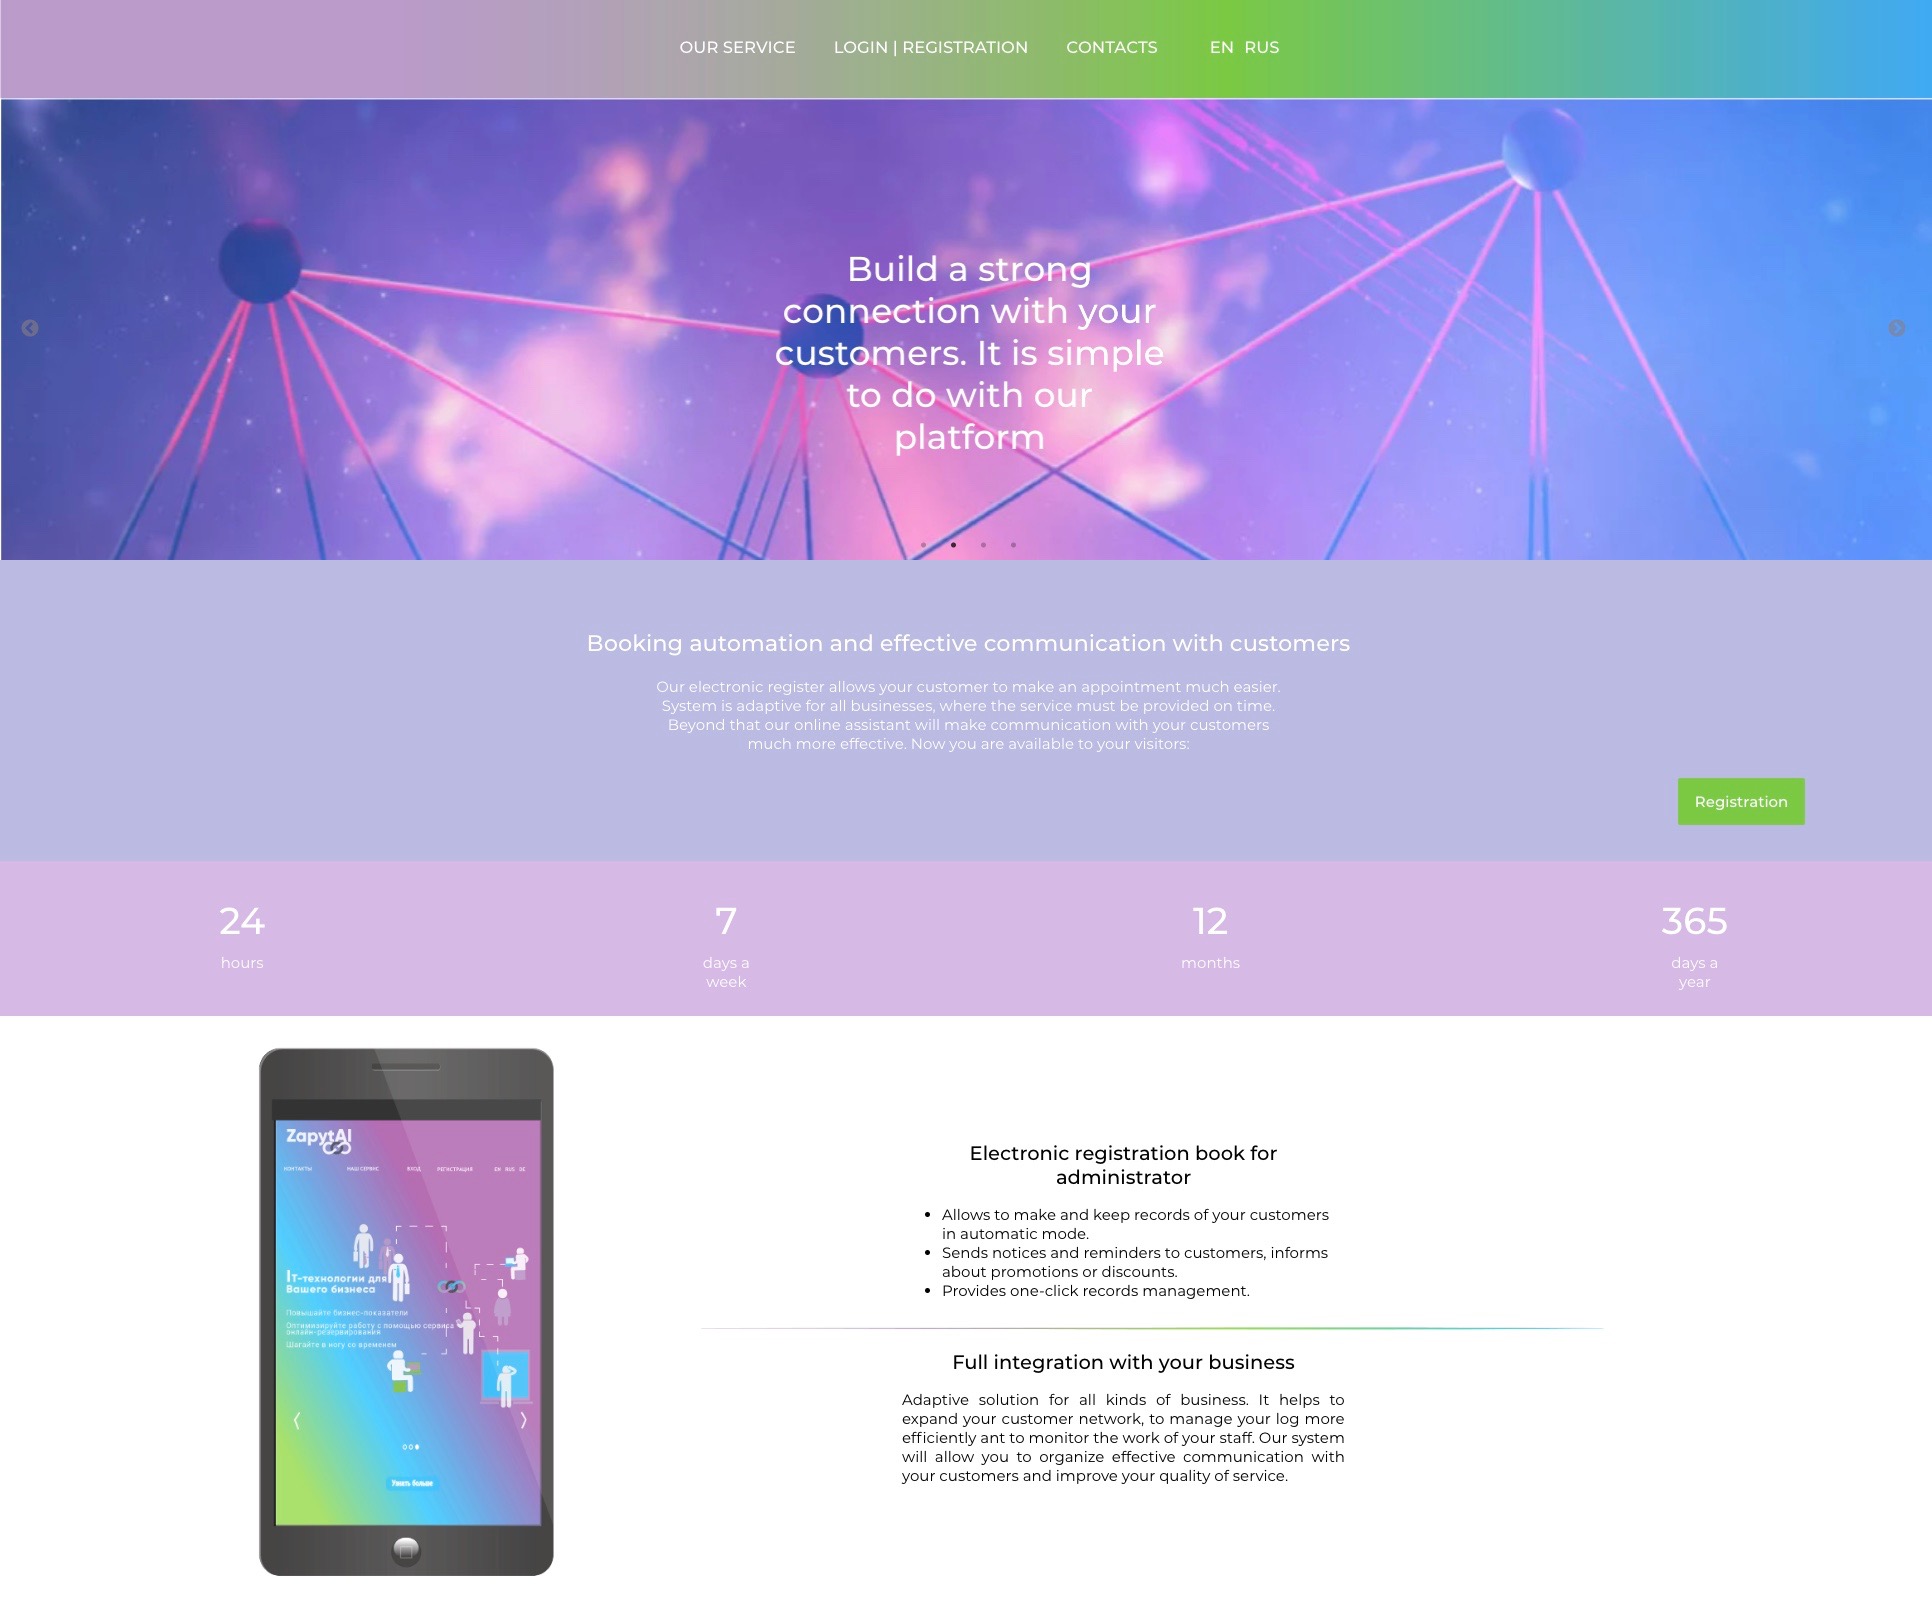 OUR SERVICE LOGIN | REGISTRATION CONTACTS EN RUS
Build a strong
connection with your
customers. It is simple
to do with our
platform
Booking automation and effective communication with customers
Our electronic register allows your customer to make an appointment much easier.
System is adaptive for all businesses, where the service must be provided on time.
Beyond that our online assistant will make communication with your customers
much more effective. Now you are available to your visitors:
Registration
24
hours
7
days a
week
12
months
365
days a
year
ZapytAI
КОНТАКТЫ НАШ СЕРВИС ВХОД РЕГИСТРАЦИЯ EN RUS DE
IT-технологии для
Вашего бизнеса
Повышайте бизнес-показатели
Оптимизируйте работу с помощью сервиса
онлайн-резервирования
Шагайте в ногу со временем
Узнать больше
Electronic registration book for
administrator
• Allows to make and keep records of your customers
in automatic mode.
• Sends notices and reminders to customers, informs
about promotions or discounts.
• Provides one-click records management.
Full integration with your business
Adaptive solution for all kinds of business. It helps to
expand your customer network, to manage your log more
efficiently ant to monitor the work of your staff. Our system
will allow you to organize effective communication with
your customers and improve your quality of service.